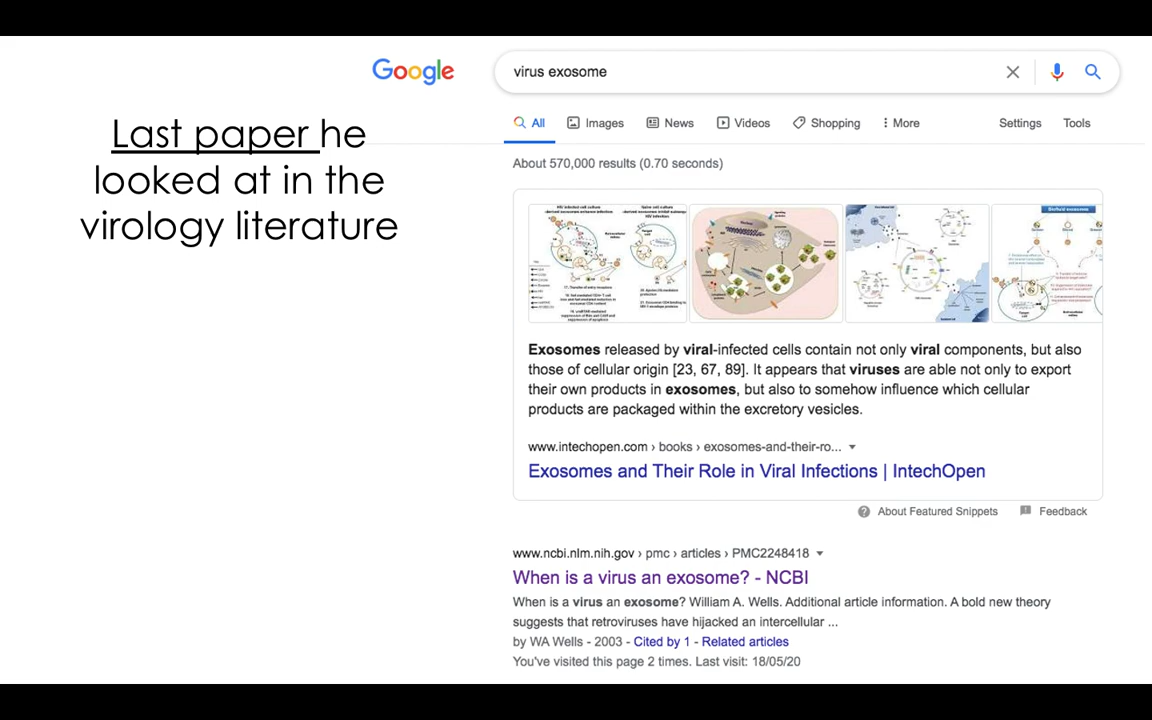 Google
virus exosome
Last paper he
looked at in the
virology literature
All Images News Videos Shopping More Settings Tools
About 570,000 results (0.70 seconds)
Exosomes released by viral-infected cells contain not only viral components, but also
those of cellular origin [23, 67, 89]. It appears that viruses are able not only to export
their own products in exosomes, but also to somehow influence which cellular
products are packaged within the excretory vesicles.
www.intechopen.com › books › exosomes-and-their-ro...
Exosomes and Their Role in Viral Infections | IntechOpen
About Featured Snippets Feedback
www.ncbi.nlm.nih.gov › pmc › articles › PMC2248418
When is a virus an exosome? - NCBI
When is a virus an exosome? William A. Wells. Additional article information. A bold new theory
suggests that retroviruses have hijacked an intercellular ...
by WA Wells - 2003 - Cited by 1 - Related articles
You've visited this page 2 times. Last visit: 18/05/20